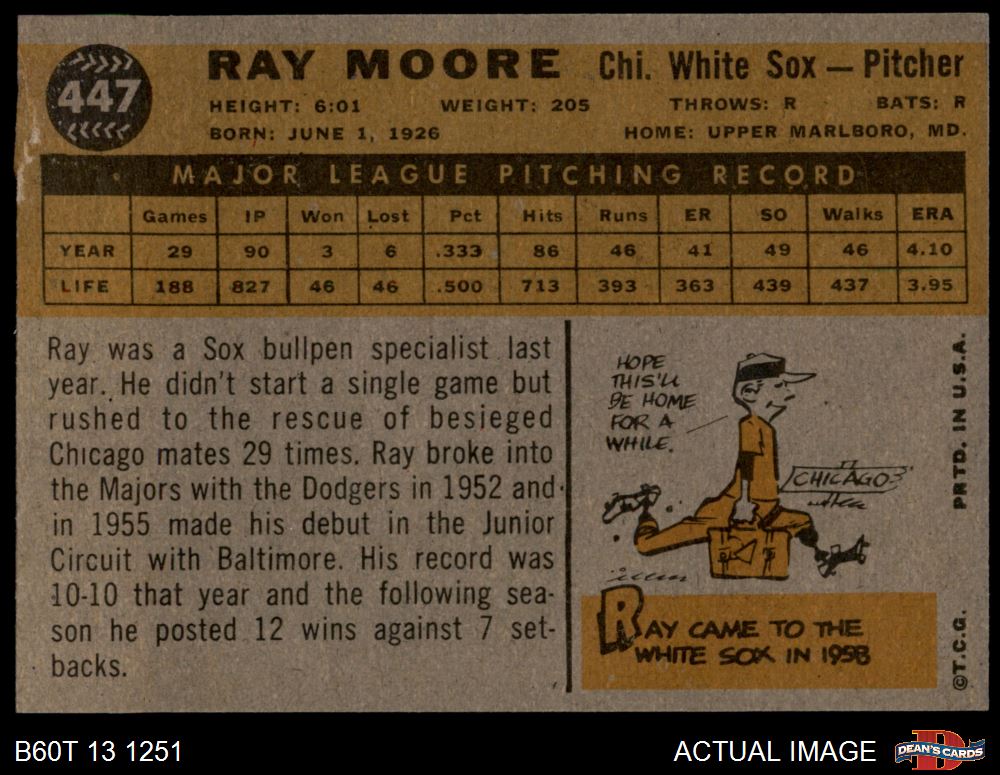 447
RAY MOORE Chi. White Sox — Pitcher
HEIGHT: 6:01 WEIGHT: 205 THROWS: R BATS: R
BORN: JUNE 1, 1926 HOME: UPPER MARLBORO, MD.
MAJOR LEAGUE PITCHING RECORD
Games IP Won Lost Pct Hits Runs ER SO Walks ERA
YEAR 29 90 3 6 .333 86 46 41 49 46 4.10
LIFE 188 827 46 46 .500 713 393 363 439 437 3.95
Ray was a Sox bullpen specialist last
year. He didn't start a single game but
rushed to the rescue of besieged
Chicago mates 29 times. Ray broke into
the Majors with the Dodgers in 1952 and
in 1955 made his debut in the Junior
Circuit with Baltimore. His record was
10-10 that year and the following sea-
son he posted 12 wins against 7 set-
backs.
HOPE
THIS'LL
BE HOME
FOR A
WHILE.
CHICAGO
RAY CAME TO THE
WHITE SOX IN 1958
PRTD. IN U.S.A.
©T.C.G.
B60T 13 1251
ACTUAL IMAGE
D
DEAN'S CARDS